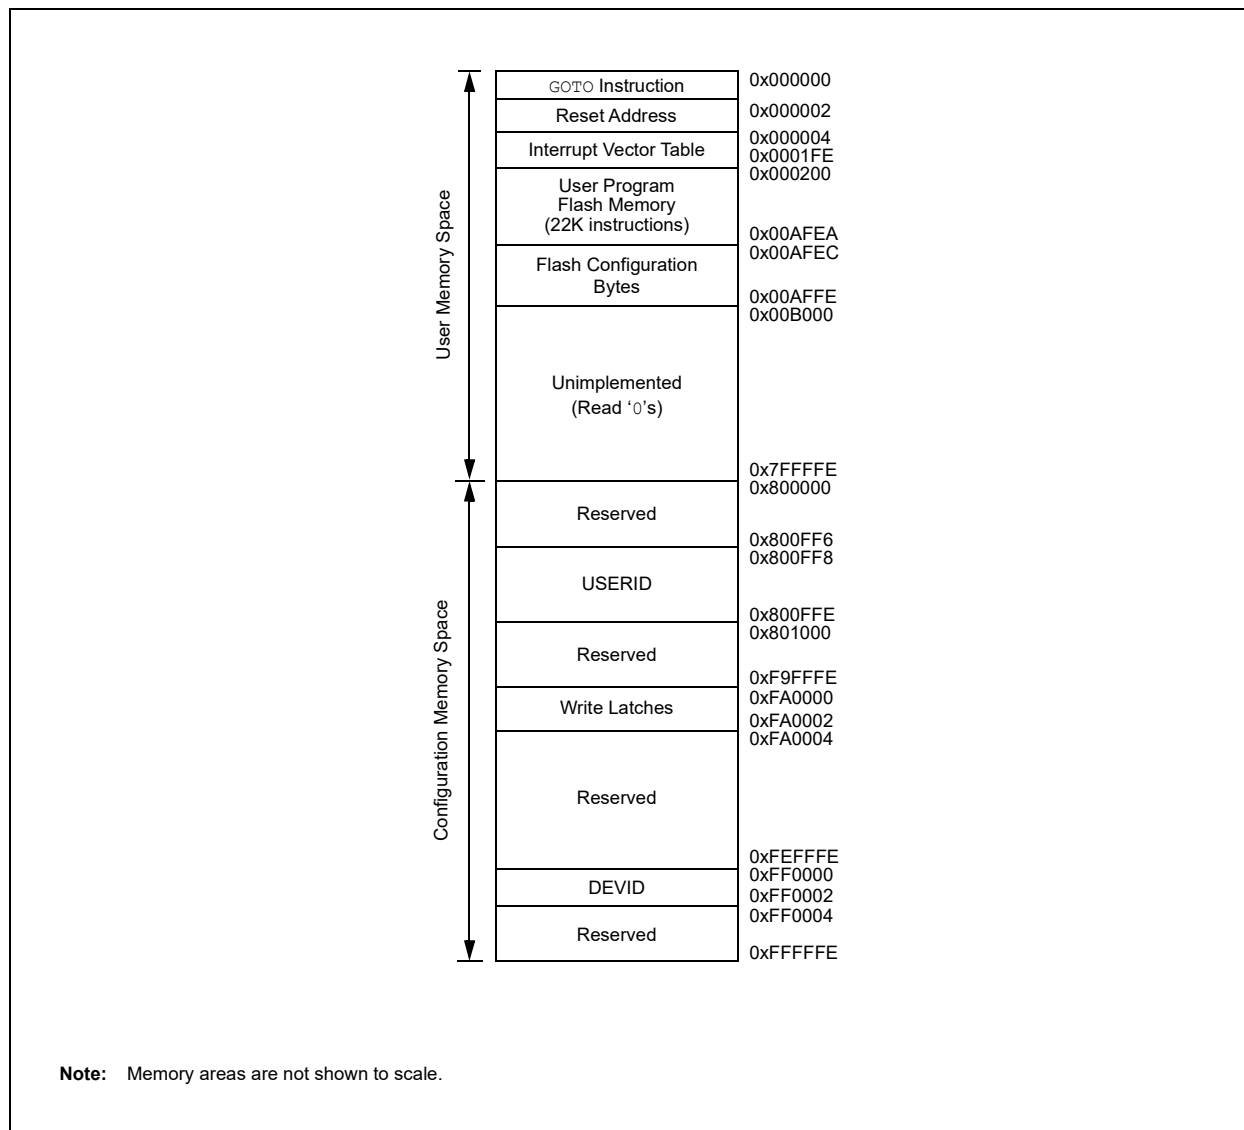 GOTO Instruction
0x000000
Reset Address
0x000002
Interrupt Vector Table
0x000004
0x0001FE
User Program
Flash Memory
(22K instructions)
0x000200
0x00AFEA
Flash Configuration
Bytes
0x00AFEC
0x00AFFE
Unimplemented
(Read ‘0’s)
0x00B000
0x7FFFFE
User Memory Space
Reserved
0x800000
0x800FF6
USERID
0x800FF8
0x800FFE
Reserved
0x801000
0xF9FFFE
Write Latches
0xFA0000
0xFA0002
Reserved
0xFA0004
0xFEFFFE
DEVID
0xFF0000
0xFF0002
Reserved
0xFF0004
0xFFFFFE
Configuration Memory Space
Note: Memory areas are not shown to scale.